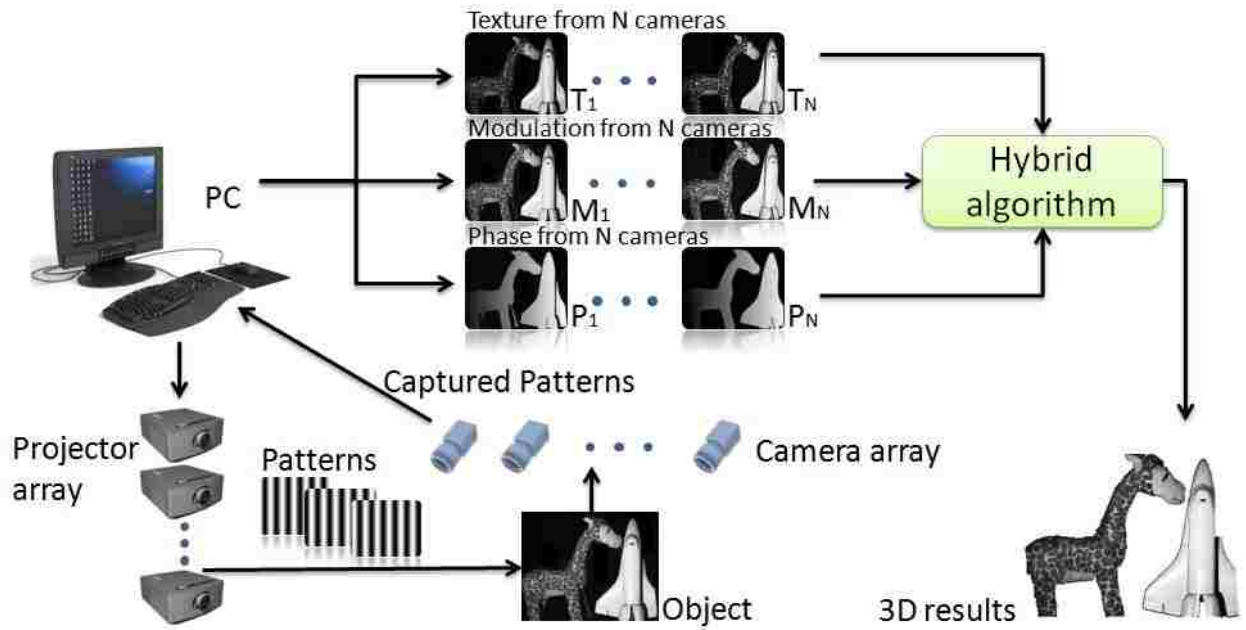 Texture from N cameras
T1
TN
Modulation from N cameras
PC
M1
MN
Hybrid
algorithm
Phase from N cameras
P1
PN
Captured Patterns
Projector
array
Patterns
Camera array
Object
3D results